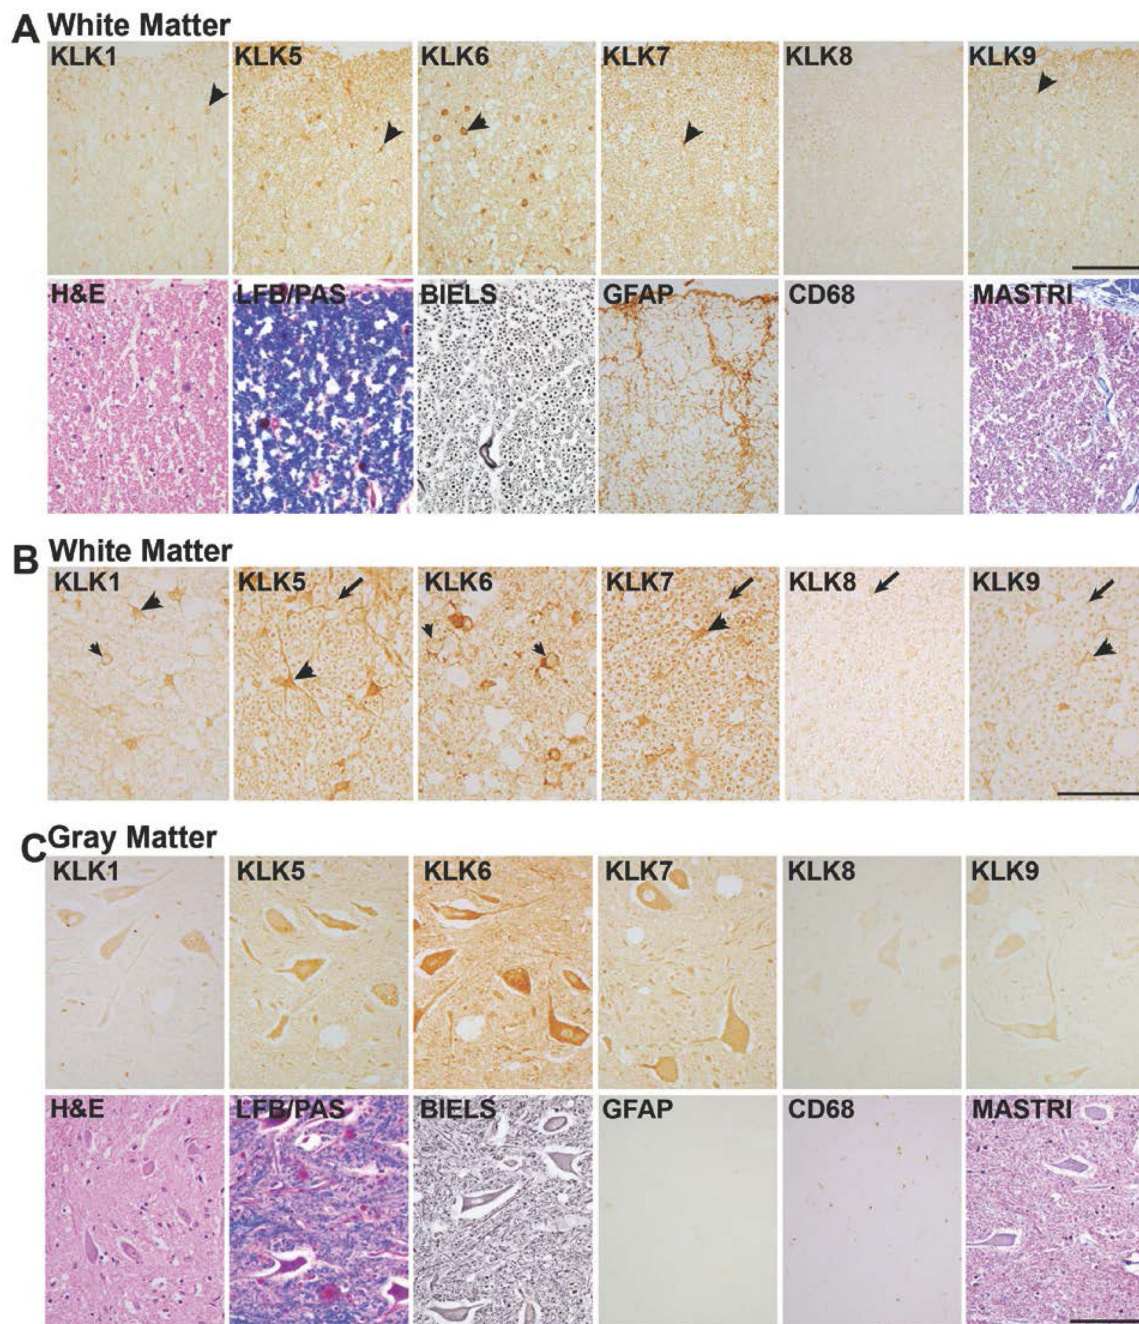 A White Matter
KLK1 KLK5 KLK6 KLK7 KLK8 KLK9
H&E LFB/PAS BIELS GFAP CD68 MASTRI
B White Matter
KLK1 KLK5 KLK6 KLK7 KLK8 KLK9
C Gray Matter
KLK1 KLK5 KLK6 KLK7 KLK8 KLK9
H&E LFB/PAS BIELS GFAP CD68 MASTRI